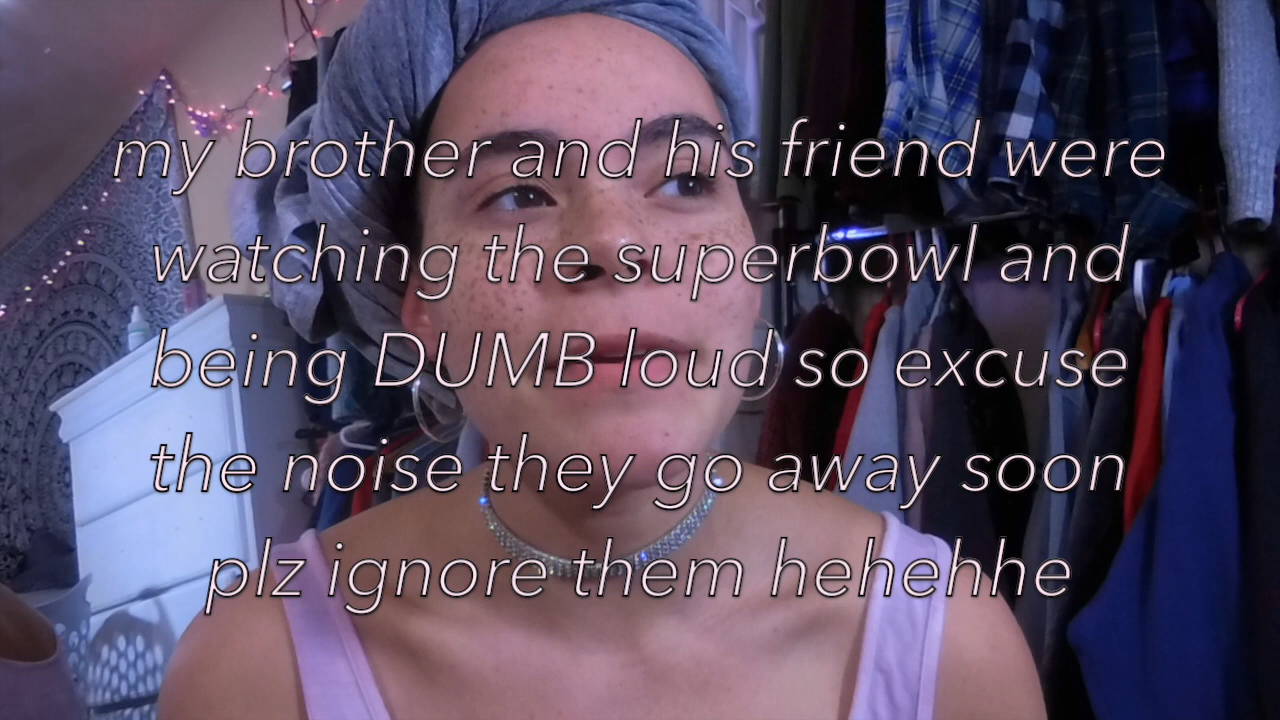 my brother and his friend were
watching the superbowl and
being DUMB loud so excuse
the noise they go away soon
plz ignore them hehehhe